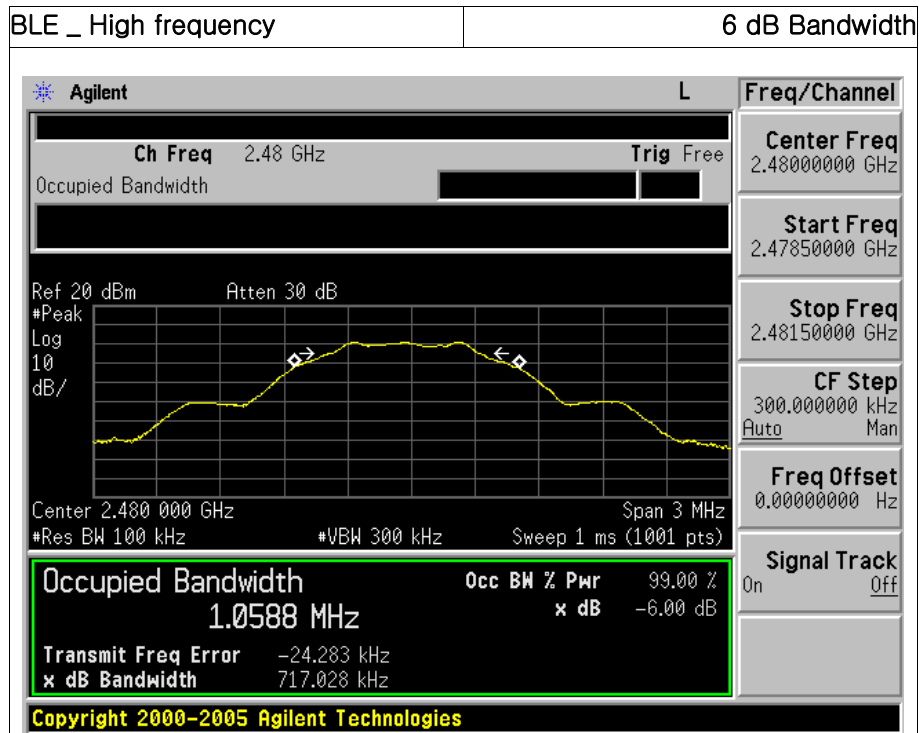 BLE _ High frequency
6 dB Bandwidth
Agilent
L
Freq/Channel
Ch Freq 2.48 GHz
Trig Free
Occupied Bandwidth
Center Freq
2.48000000 GHz
Start Freq
2.47850000 GHz
Stop Freq
2.48150000 GHz
CF Step
300.000000 kHz
Auto Man
Freq Offset
0.00000000 Hz
Signal Track
On Off
Ref 20 dBm
Atten 30 dB
#Peak
Log
10
dB/
Center 2.480 000 GHz
Span 3 MHz
#Res BW 100 kHz
#VBW 300 kHz
Sweep 1 ms (1001 pts)
Occupied Bandwidth
1.0588 MHz
Occ BW % Pwr 99.00 %
x dB -6.00 dB
Transmit Freq Error -24.283 kHz
x dB Bandwidth 717.028 kHz
Copyright 2000-2005 Agilent Technologies